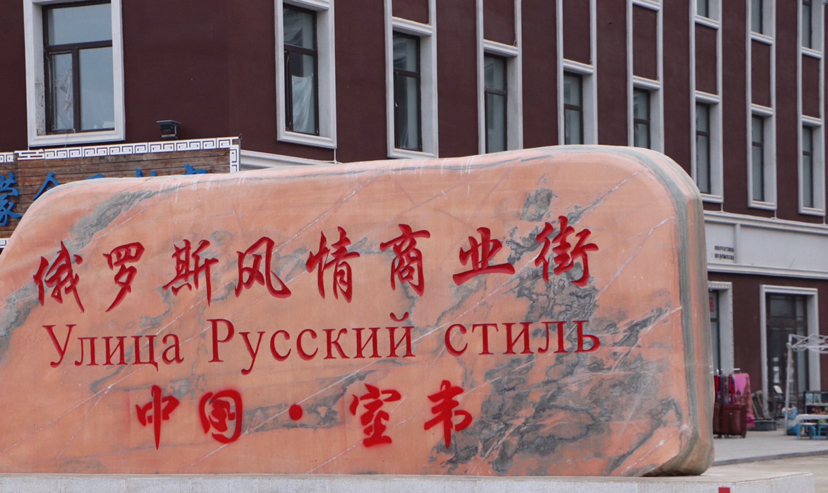 俄罗斯风情商业街
Улица Русский стиль
中国·室韦